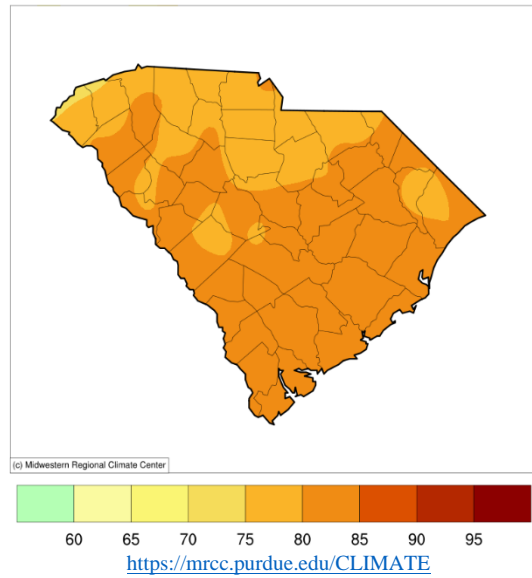 (c) Midwestern Regional Climate Center
60 65 70 75 80 85 90 95
https://mrcc.purdue.edu/CLIMATE